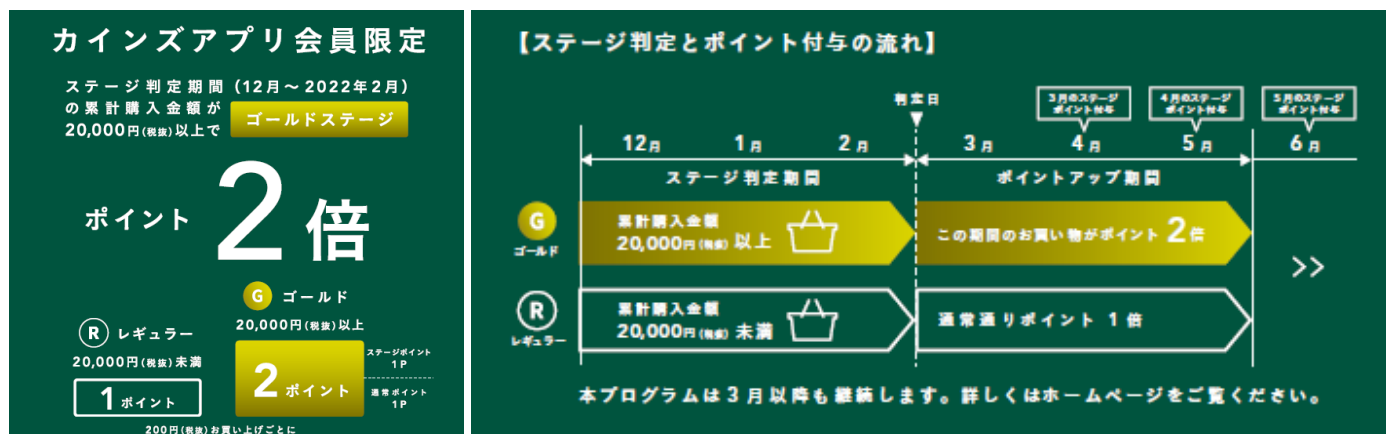 カインズアプリ会員限定
ステージ判定期間（12月～2022年2月）
の累計購入金額が
20,000円(税抜)以上で
ゴールドステージ
ポイント 2倍
G ゴールド
20,000円(税抜)以上
R レギュラー
20,000円(税抜)未満
1 ポイント
2 ポイント
ステージポイント
1P
通常ポイント
1P
200円(税抜)お買い上げごとに
【ステージ判定とポイント付与の流れ】
判定日
3月のステージ
ポイント付与
4月のステージ
ポイント付与
5月のステージ
ポイント付与
12月 1月 2月 3月 4月 5月 6月
ステージ判定期間 ポイントアップ期間
G
ゴールド
累計購入金額
20,000円(税抜)以上
この期間のお買い物がポイント 2倍
R
レギュラー
累計購入金額
20,000円(税抜)未満
通常通りポイント 1倍
本プログラムは3月以降も継続します。詳しくはホームページをご覧ください。